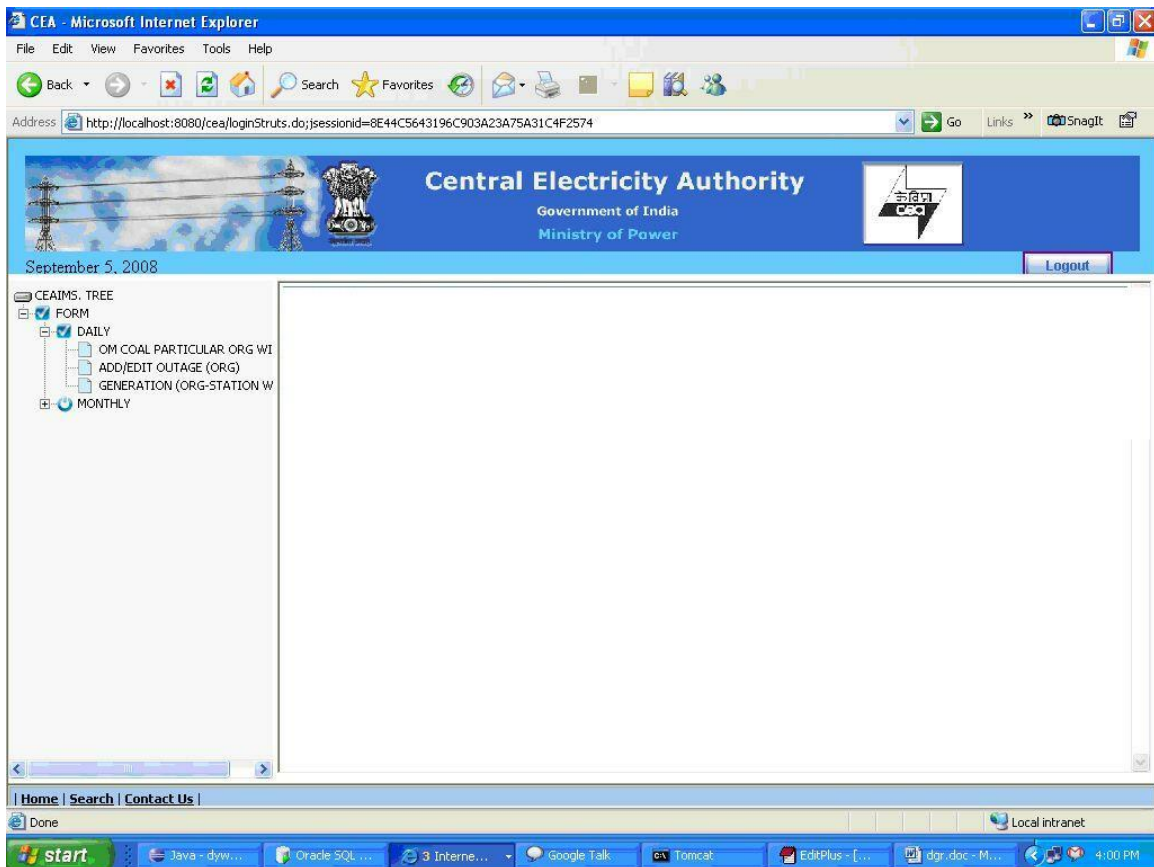 CEA - Microsoft Internet Explorer
File Edit View Favorites Tools Help
Back Search Favorites
Address http://localhost:8080/cea/loginStruts.do;jsessionid=8E44C5643196C903A23A75A31C4F2574 Go Links » SnagIt
Central Electricity Authority
Government of India
Ministry of Power
केविप्रा
cea
September 5, 2008 Logout
CEAIMS. TREE
FORM
DAILY
OM COAL PARTICULAR ORG WI
ADD/EDIT OUTAGE (ORG)
GENERATION (ORG-STATION W
MONTHLY
| Home | Search | Contact Us |
Done Local intranet
start Java - dyw... Oracle SQL ... 3 Interne... Google Talk Tomcat EditPlus - [... dgr.doc - M... 4:00 PM